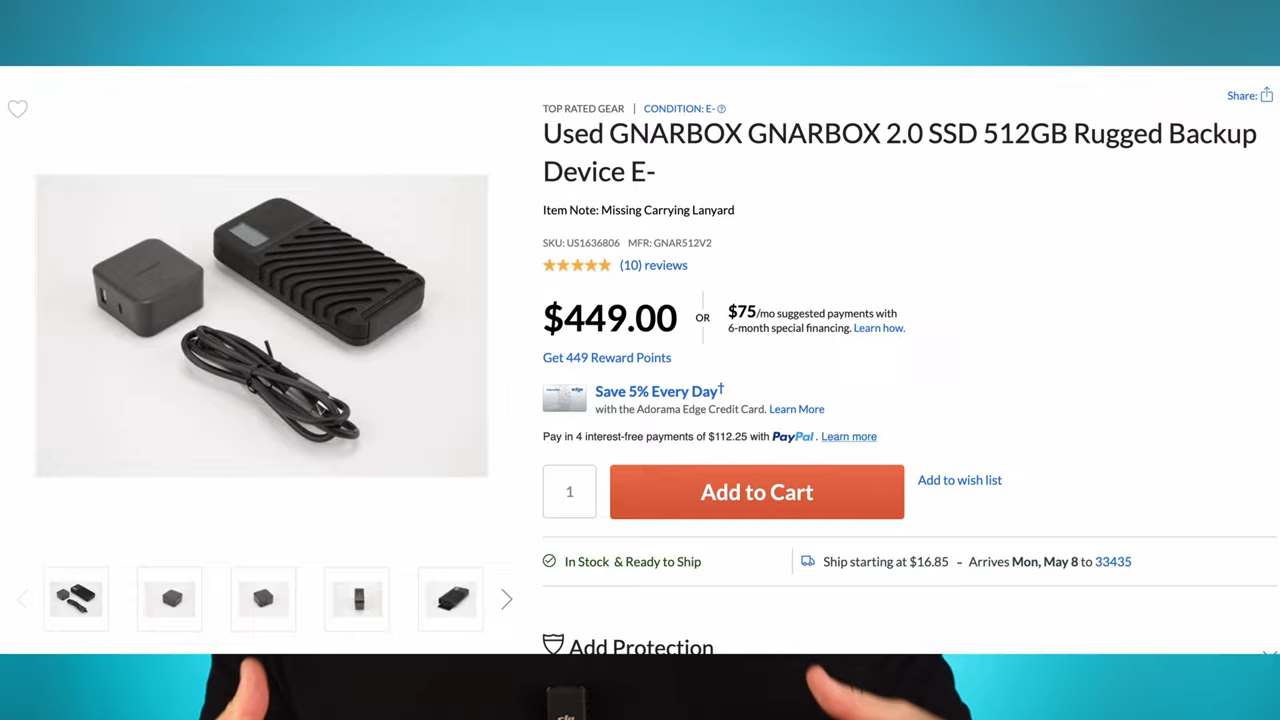 Share:
TOP RATED GEAR | CONDITION: E-
Used GNARBOX GNARBOX 2.0 SSD 512GB Rugged Backup
Device E-
Item Note: Missing Carrying Lanyard
SKU: US1636806 MFR: GNAR512V2
(10) reviews
$449.00 OR $75/mo suggested payments with
6-month special financing. Learn how.
Get 449 Reward Points
Save 5% Every Day†
with the Adorama Edge Credit Card. Learn More
Pay in 4 interest-free payments of $112.25 with PayPal. Learn more
1
Add to Cart
Add to wish list
In Stock & Ready to Ship
Ship starting at $16.85 - Arrives Mon, May 8 to 33435
Add Protection
dji